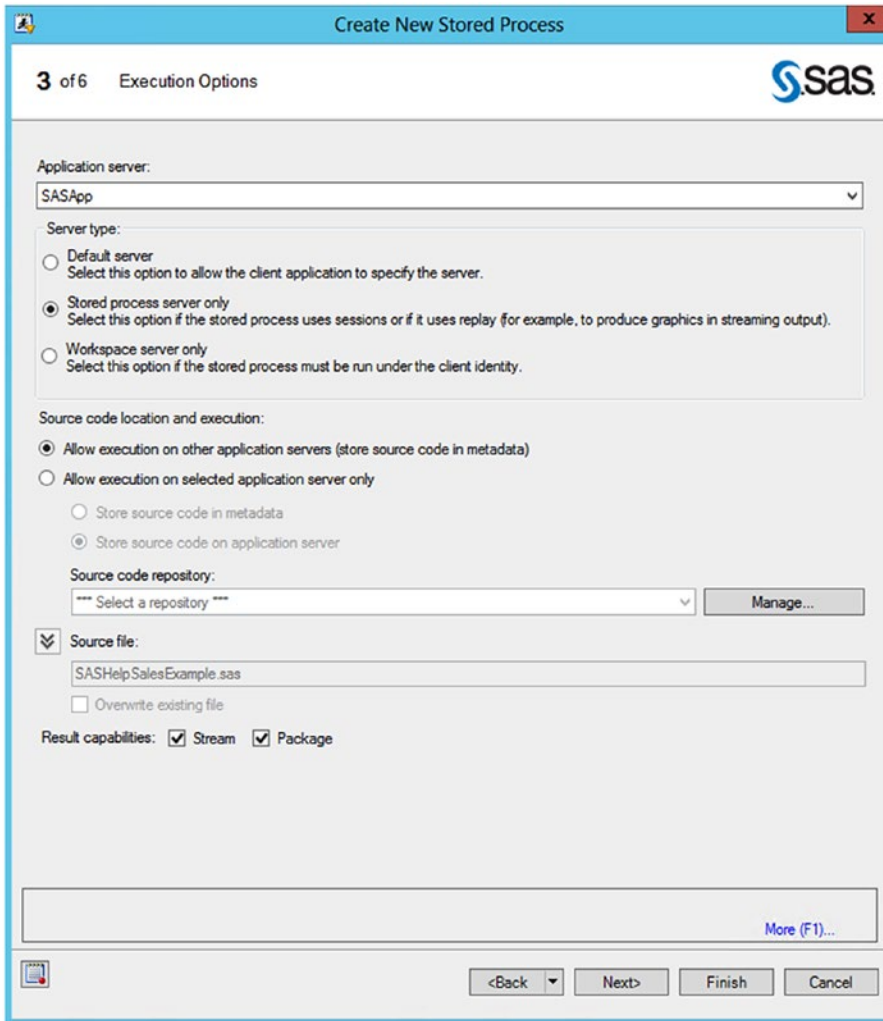 Create New Stored Process
x
3 of 6 Execution Options
sas
Application server:
SASApp
Server type:
Default server
Select this option to allow the client application to specify the server.
Stored process server only
Select this option if the stored process uses sessions or if it uses replay (for example, to produce graphics in streaming output).
Workspace server only
Select this option if the stored process must be run under the client identity.
Source code location and execution:
Allow execution on other application servers (store source code in metadata)
Allow execution on selected application server only
Store source code in metadata
Store source code on application server
Source code repository:
*** Select a repository *** Manage...
Source file:
SASHelpSalesExample.sas
Overwrite existing file
Result capabilities: Stream Package
More (F1)...
<Back Next> Finish Cancel